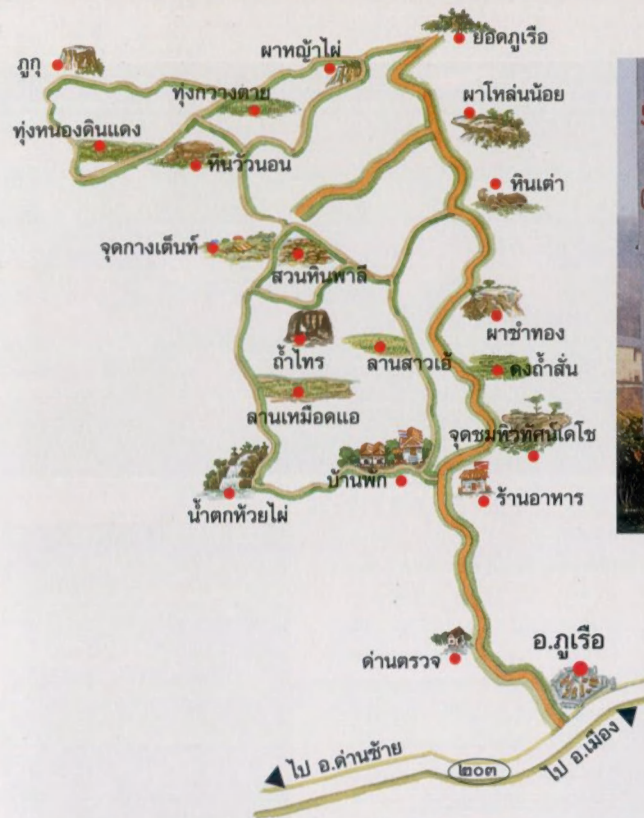 ยอดภูเรือ
ภูกุ
ผาหญ้าไผ่
ทุ่งกวางตาย
ผาโหล่นน้อย
ทุ่งหนองดินแดง
หินวัวนอน
หินเต่า
จุดกางเต็นท์
สวนหินพาลี
ผาซำทอง
ถ้ำไทร
ลานสาวเอ้
ดงถ้ำสั่น
ลานเหมือดแอ
จุดชมทิวทัศน์เดโช
บ้านพัก
น้ำตกห้วยไผ่
ร้านอาหาร
ด่านตรวจ
อ.ภูเรือ
ไป อ.ด่านซ้าย
๒๐๓
ไป อ.เมือง